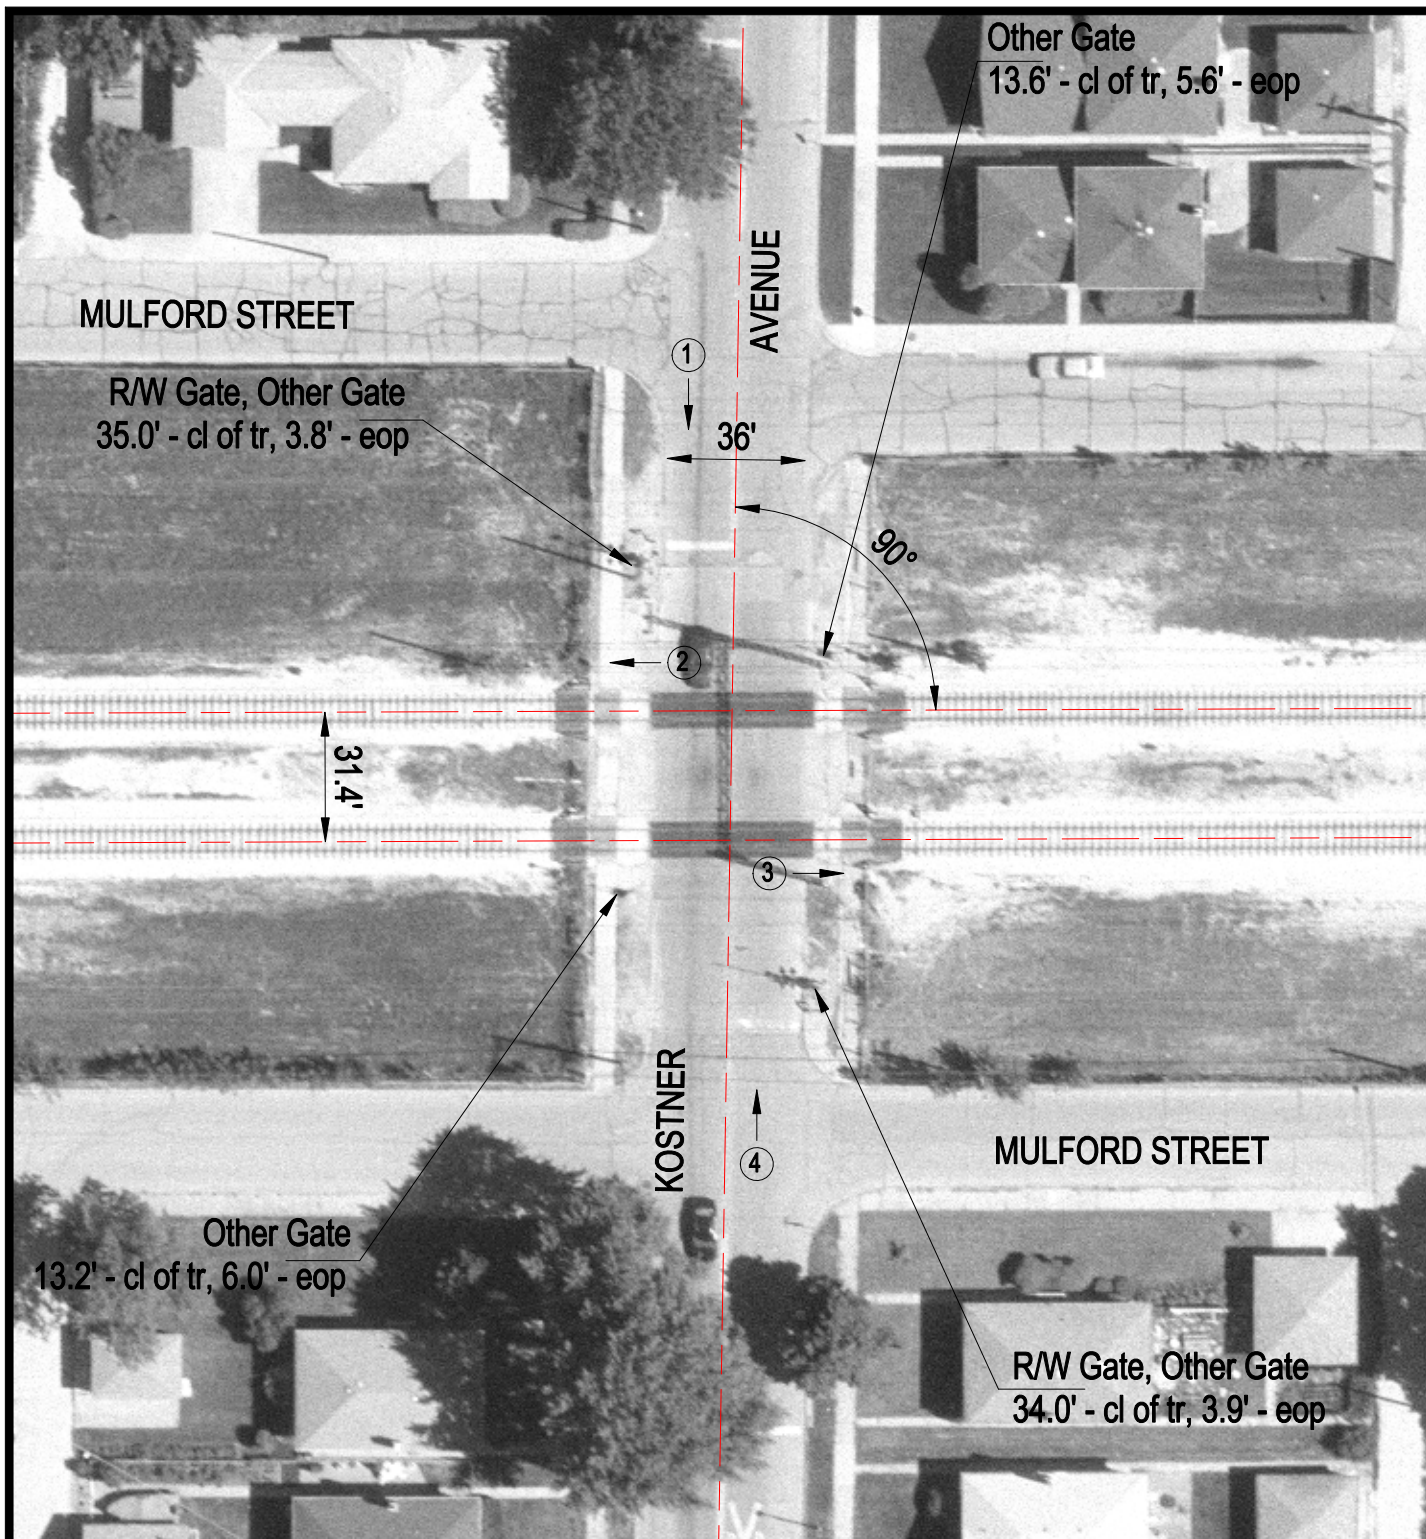 Other Gate
13.6' - cl of tr, 5.6' - eop
AVENUE
MULFORD STREET
1
R/W Gate, Other Gate
35.0' - cl of tr, 3.8' - eop
36'
90°
2
31.4'
3
KOSTNER
4
MULFORD STREET
Other Gate
13.2' - cl of tr, 6.0' - eop
R/W Gate, Other Gate
34.0' - cl of tr, 3.9' - eop